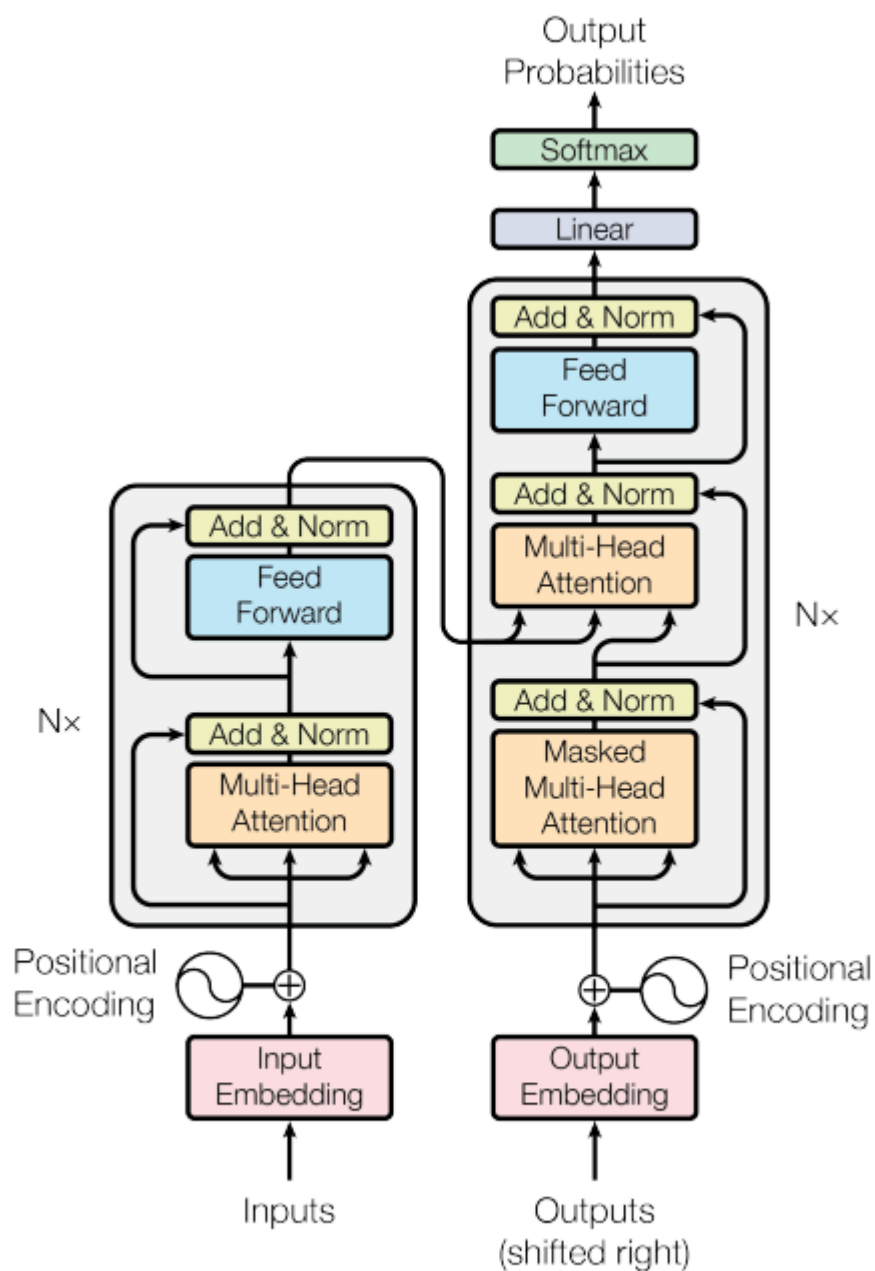 Output
Probabilities
Softmax
Linear
Add & Norm
Feed
Forward
Add & Norm
Multi-Head
Attention
Add & Norm
Masked
Multi-Head
Attention
N×
Add & Norm
Feed
Forward
Add & Norm
Multi-Head
Attention
N×
Positional
Encoding
Positional
Encoding
Input
Embedding
Output
Embedding
Inputs
Outputs
(shifted right)